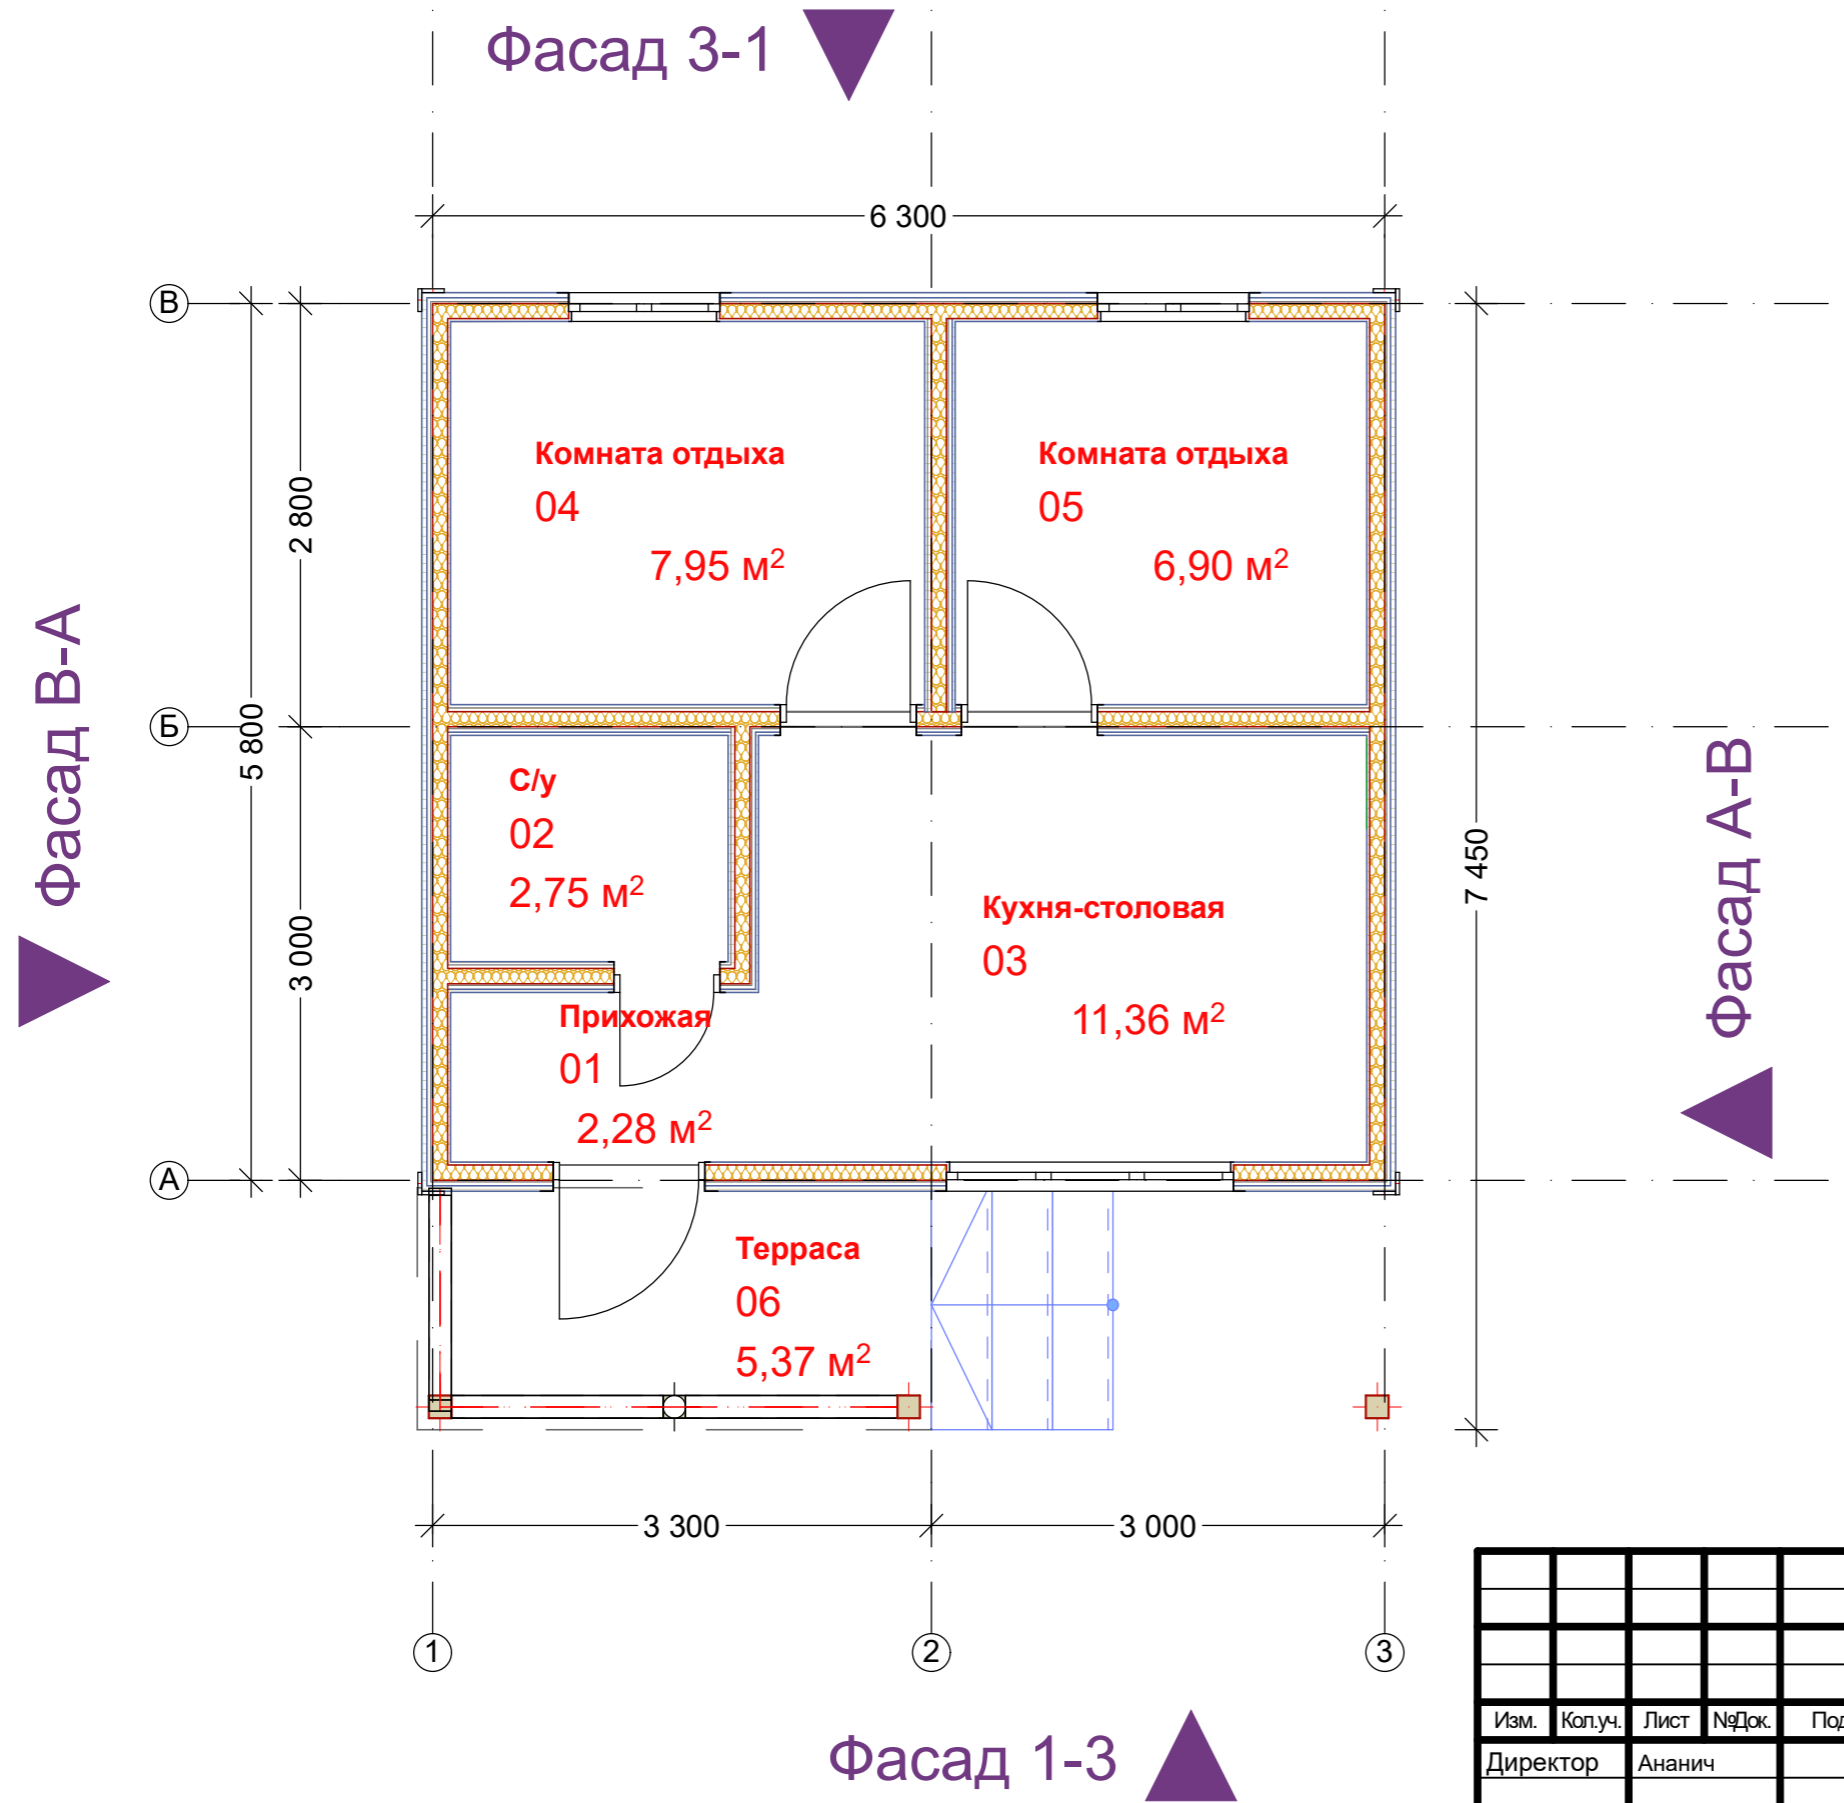 Фасад 3-1
6 300
В
Комната отдыха
04
7,95 м²
Комната отдыха
05
6,90 м²
2 800
Фасад В-А
5 800
Б
С/у
02
2,75 м²
Фасад А-В
7 450
Кухня-столовая
03
11,36 м²
3 000
Прихожая
01
2,28 м²
А
Терраса
06
5,37 м²
3 300
3 000
1
2
3
Изм. Кол.уч. Лист №Док. Под
Директор Ананич
Фасад 1-3